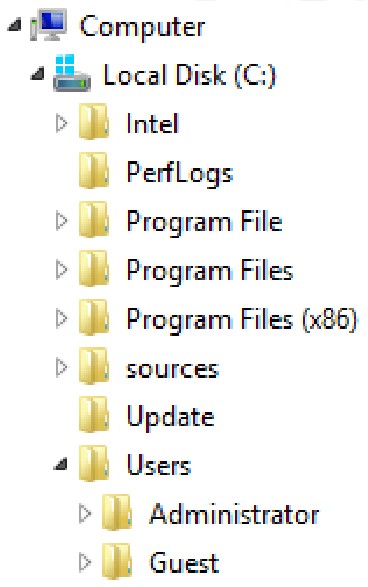 Computer
Local Disk (C:)
Intel
PerfLogs
Program File
Program Files
Program Files (x86)
sources
Update
Users
Administrator
Guest